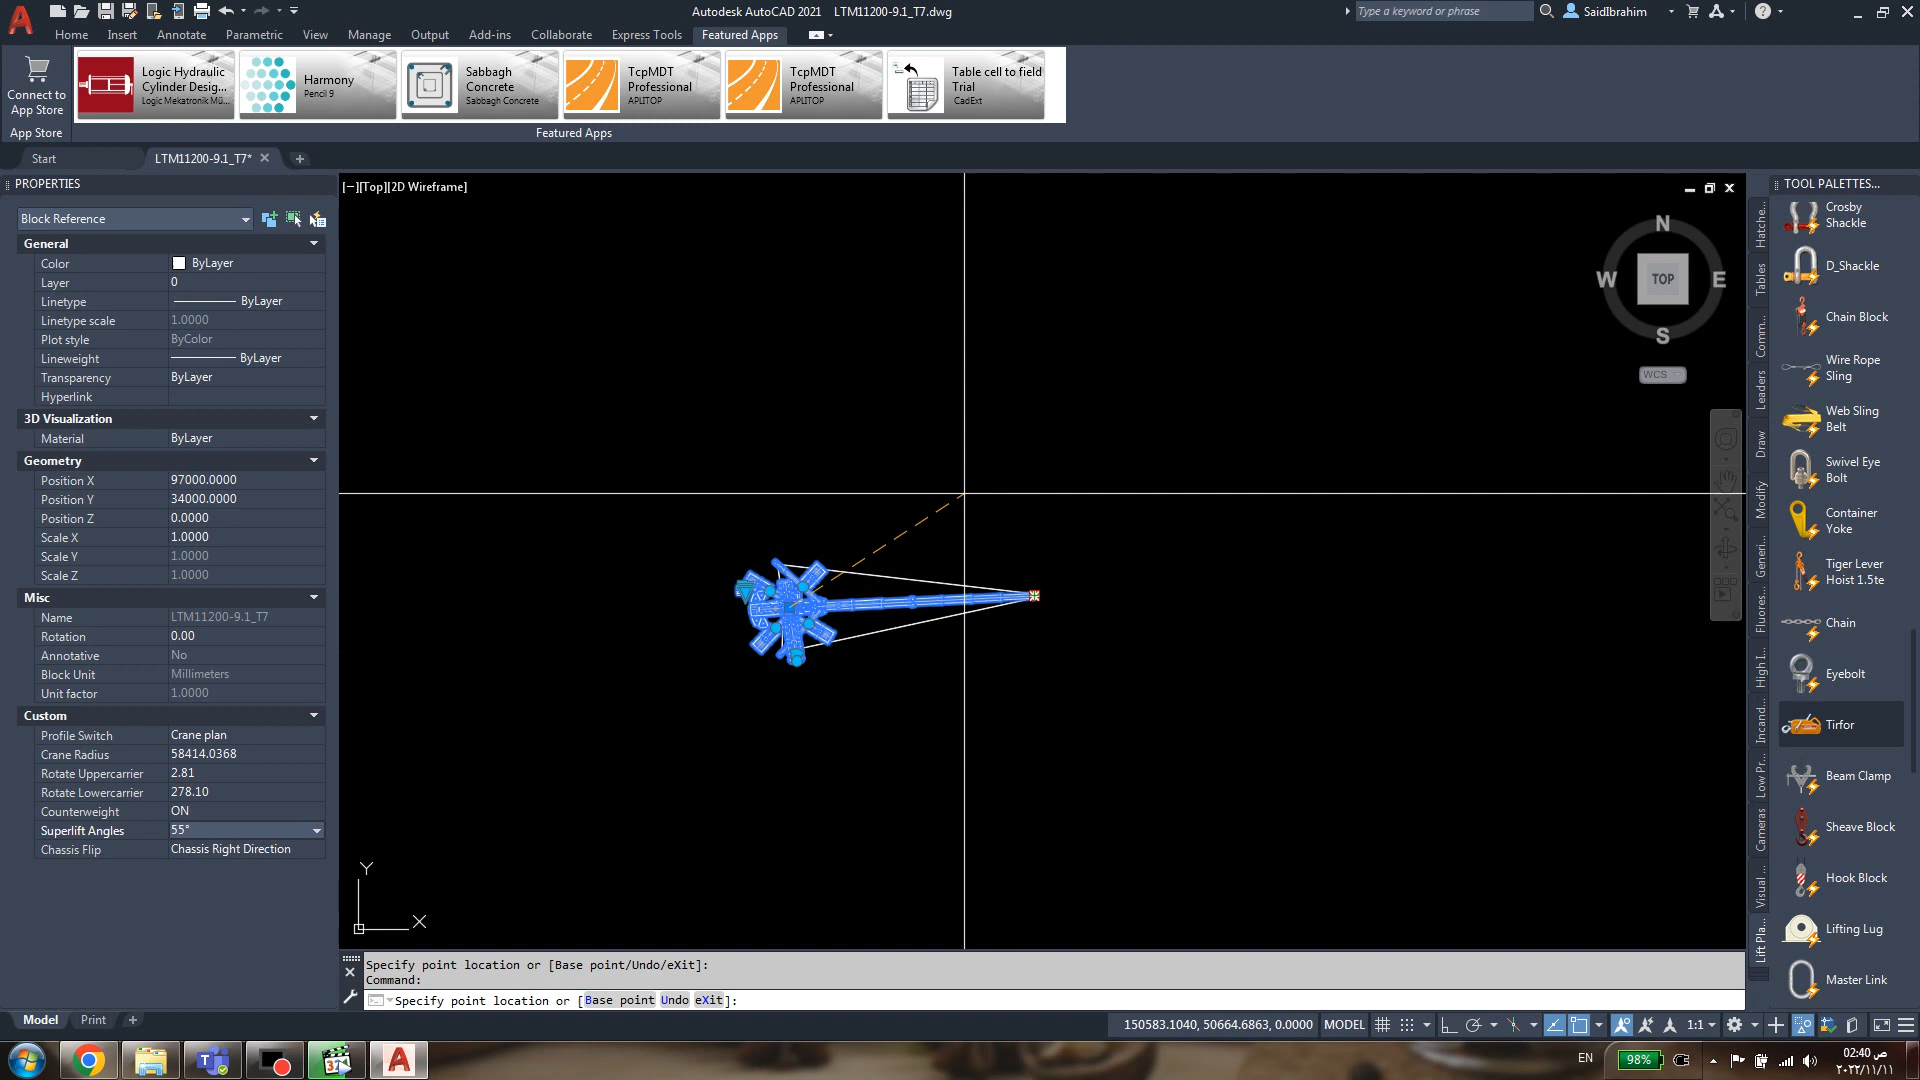 Autodesk AutoCAD 2021 LTM11200-9.1_T7.dwg
Type a keyword or phrase
SaidIbrahim
Home Insert Annotate Parametric View Manage Output Add-ins Collaborate Express Tools Featured Apps
Connect to
App Store
Logic Hydraulic
Cylinder Desig...
Logic Mekatronik Mü...
Harmony
Pencil 9
Sabbagh
Concrete
Sabbagh Concrete
TcpMDT
Professional
APLITOP
TcpMDT
Professional
APLITOP
Table cell to field
Trial
CadExt
App Store
Featured Apps
Start
LTM11200-9.1_T7*
PROPERTIES
Block Reference
General
Color ByLayer
Layer 0
Linetype ByLayer
Linetype scale 1.0000
Plot style ByColor
Lineweight ByLayer
Transparency ByLayer
Hyperlink
3D Visualization
Material ByLayer
Geometry
Position X 97000.0000
Position Y 34000.0000
Position Z 0.0000
Scale X 1.0000
Scale Y 1.0000
Scale Z 1.0000
Misc
Name LTM11200-9.1_T7
Rotation 0.00
Annotative No
Block Unit Millimeters
Unit factor 1.0000
Custom
Profile Switch Crane plan
Crane Radius 58414.0368
Rotate Uppercarrier 2.81
Rotate Lowercarrier 278.10
Counterweight ON
Superlift Angles 55°
Chassis Flip Chassis Right Direction
[−][Top][2D Wireframe]
N
W TOP E
S
WCS
Y
X
TOOL PALETTES...
Hatche...
Tables
Comm...
Leaders
Draw
Modify
Generi...
Fluores...
High I...
Incand...
Low Pr...
Cameras
Visual ...
Lift Pla...
Crosby
Shackle
D_Shackle
Chain Block
Wire Rope
Sling
Web Sling
Belt
Swivel Eye
Bolt
Container
Yoke
Tiger Lever
Hoist 1.5te
Chain
Eyebolt
Tirfor
Beam Clamp
Sheave Block
Hook Block
Lifting Lug
Master Link
Specify point location or [Base point/Undo/eXit]:
Command:
Specify point location or [Base point Undo eXit]:
Model Print
150583.1040, 50664.6863, 0.0000 MODEL 1:1
EN 98%
02:40 ص
٢٠٢٢/١١/١١